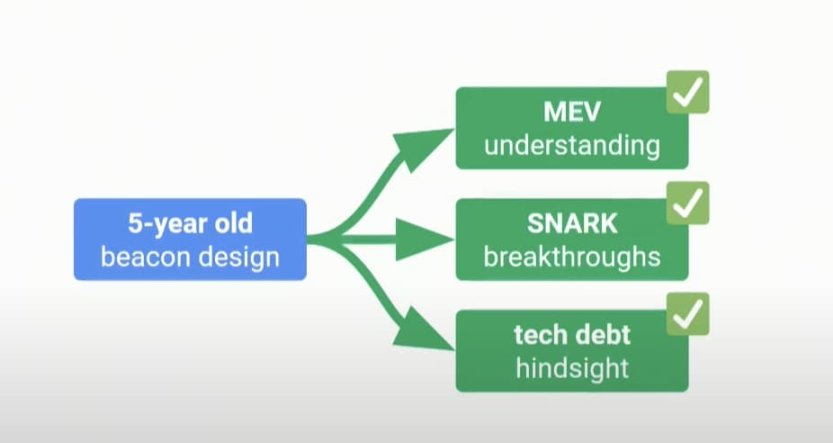 5-year old
beacon design
MEV
understanding
SNARK
breakthroughs
tech debt
hindsight